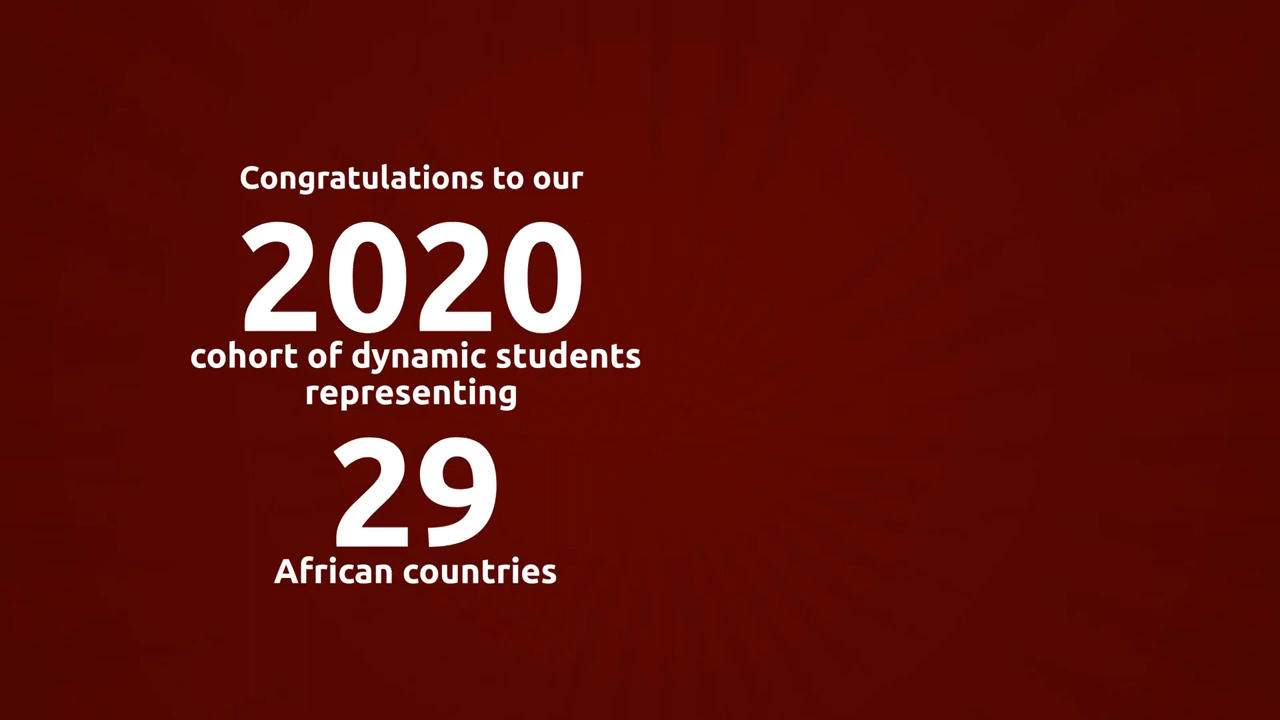 Congratulations to our
2020
cohort of dynamic students
representing
29
African countries